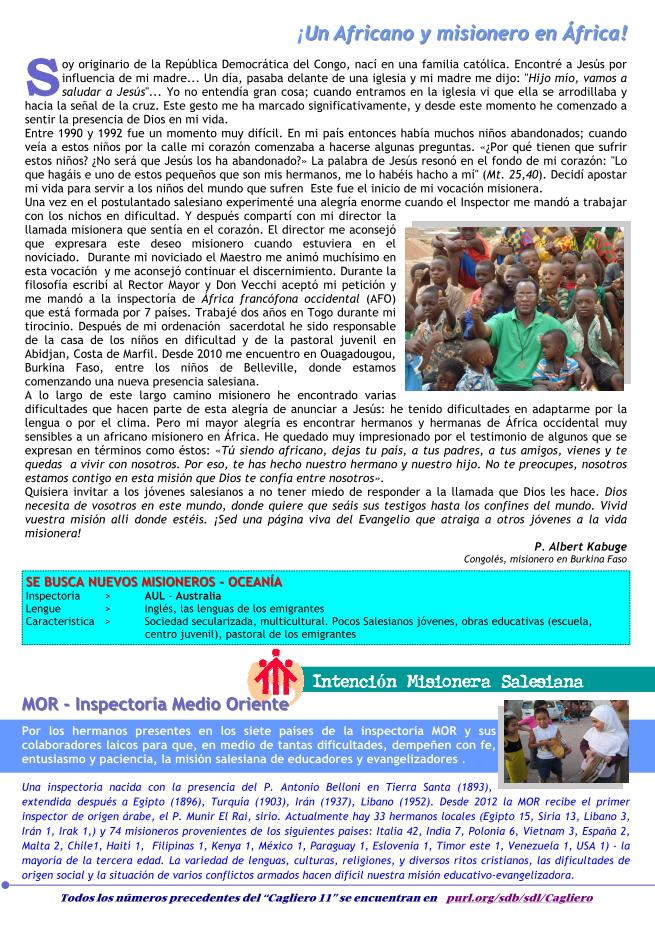 ¡Un Africano y misionero en África!
Soy originario de la República Democrática del Congo, nací en una família católica. Encontré a Jesús por
influencia de mi madre... Un día, pasaba delante de una iglesia y mi madre me dijo: "Hijo mío, vamos a
saludar a Jesús"... Yo no entendía gran cosa; cuando entramos en la iglesia vi que ella se arrodillaba y
hacia la señal de la cruz. Este gesto me ha marcado significativamente, y desde este momento he comenzado a
sentir la presencia de Dios en mi vida.
Entre 1990 y 1992 fue un momento muy difícil. En mi país entonces había muchos niños abandonados; cuando
veía a estos niños por la calle mi corazón comenzaba a hacerse algunas preguntas. «¿Por qué tienen que sufrir
estos niños? ¿No será que Jesús los ha abandonado?» La palabra de Jesús resonó en el fondo de mi corazón: "Lo
que hagáis e uno de estos pequeños que son mis hermanos, me lo habéis hacho a mí" (Mt. 25,40). Decidí apostar
mi vida para servir a los niños del mundo que sufren Este fue el inicio de mi vocación misionera.
Una vez en el postulantado salesiano experimenté una alegría enorme cuando el Inspector me mandó a trabajar
con los nichos en dificultad. Y después compartí con mi director la
llamada misionera que sentía en el corazón. El director me aconsejó
que expresara este deseo misionero cuando estuviera en el
noviciado. Durante mi noviciado el Maestro me animó muchísimo en
esta vocación y me aconsejó continuar el discernimiento. Durante la
filosofía escribí al Rector Mayor y Don Vecchi aceptó mi petición y
me mandó a la inspectoría de África francófona occidental (AFO)
que está formada por 7 países. Trabajé dos años en Togo durante mi
tirocinio. Después de mi ordenación sacerdotal he sido responsable
de la casa de los niños en dificultad y de la pastoral juvenil en
Abidjan, Costa de Marfil. Desde 2010 me encuentro en Ouagadougou,
Burkina Faso, entre los niños de Belleville, donde estamos
comenzando una nueva presencia salesiana.
A lo largo de este largo camino misionero he encontrado varias
dificultades que hacen parte de esta alegría de anunciar a Jesús: he tenido dificultades en adaptarme por la
lengua o por el clima. Pero mi mayor alegría es encontrar hermanos y hermanas de África occidental muy
sensibles a un africano misionero en África. He quedado muy impresionado por el testimonio de algunos que se
expresan en términos como éstos: «Tú siendo africano, dejas tu pais, a tus padres, a tus amigos, vienes y te
quedas a vivir con nosotros. Por eso, te has hecho nuestro hermano y nuestro hijo. No te preocupes, nosotros
estamos contigo en esta misión que Dios te confía entre nosotros».
Quisiera invitar a los jóvenes salesianos a no tener miedo de responder a la llamada que Dios les hace. Dios
necesita de vosotros en este mundo, donde quiere que seáis sus testigos hasta los confines del mundo. Vivid
vuestra misión allí donde estéis. ¡Sed una página viva del Evangelio que atraiga a otros jóvenes a la vida
misionera!
P. Albert Kabuge
Congolés, misionero en Burkina Faso
SE BUSCA NUEVOS MISIONEROS - OCEANÍA
Inspectoría > AUL - Australia
Lengue > Inglés, las lenguas de los emigrantes
Característica > Sociedad secularizada, multicultural. Pocos Salesianos jóvenes, obras educativas (escuela,
centro juvenil), pastoral de los emigrantes
Intención Misionera Salesiana
MOR - Inspectoría Medio Oriente
Por los hermanos presentes en los siete países de la inspectoría MOR y sus
colaboradores laicos para que, en medio de tantas dificultades, dempeñen con fe,
entusiasmo y paciencia, la misión salesiana de educadores y evangelizadores .
Una inspectoría nacida con la presencia del P. Antonio Belloni en Tierra Santa (1893),
extendida después a Egipto (1896), Turquía (1903), Irán (1937), Líbano (1952). Desde 2012 la MOR recibe el primer
inspector de origen árabe, el P. Munir El Rai, sirio. Actualmente hay 33 hermanos locales (Egipto 15, Siria 13, Líbano 3,
Irán 1, Irak 1,) y 74 misioneros provenientes de los siguientes países: Italia 42, India 7, Polonia 6, Vietnam 3, España 2,
Malta 2, Chile1, Haití 1, Filipinas 1, Kenya 1, México 1, Paraguay 1, Eslovenia 1, Timor este 1, Venezuela 1, USA 1) - la
mayoría de la tercera edad. La variedad de lenguas, culturas, religiones, y diversos ritos cristianos, las dificultades de
origen social y la situación de varios conflictos armados hacen difícil nuestra misión educativo-evangelizadora.
Todos los números precedentes del "Cagliero 11" se encuentran en purl.org/sdb/sdl/Cagliero